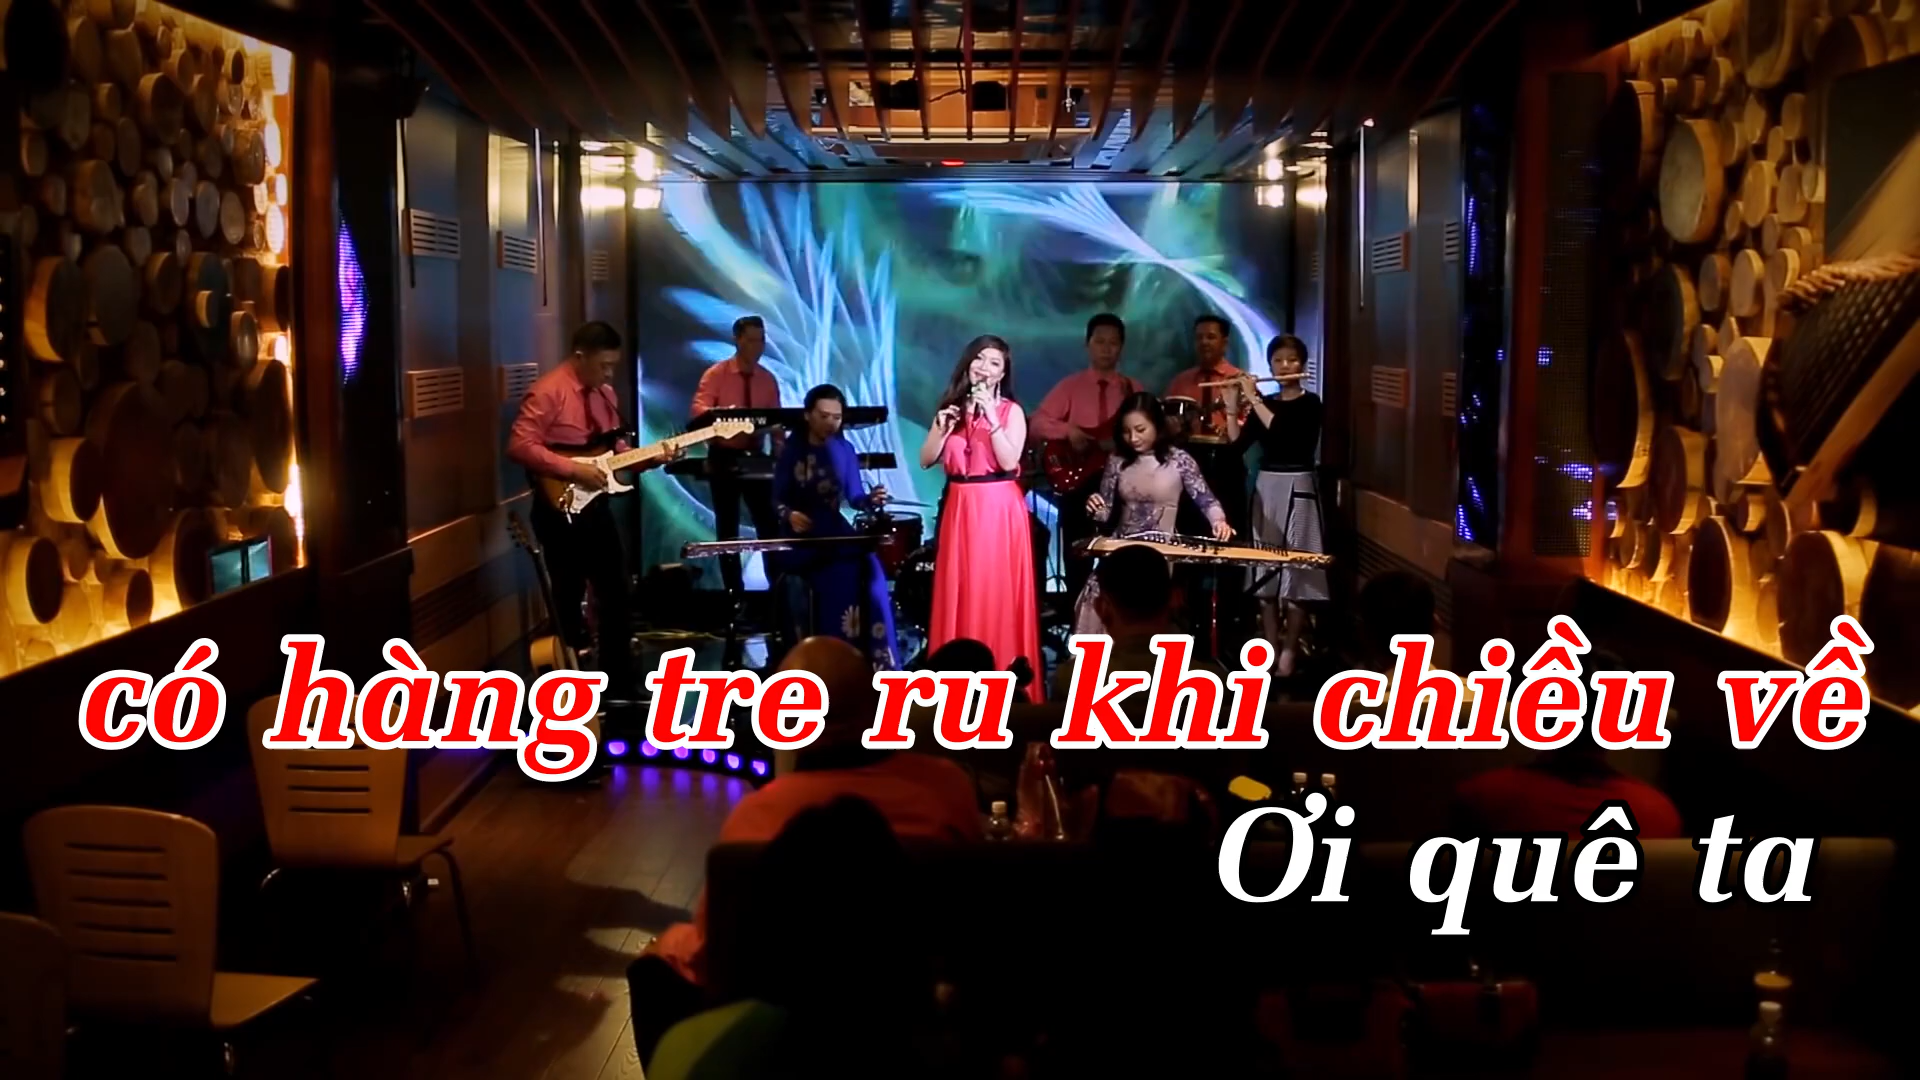 có hàng tre ru khi chiều về
Ơi quê ta